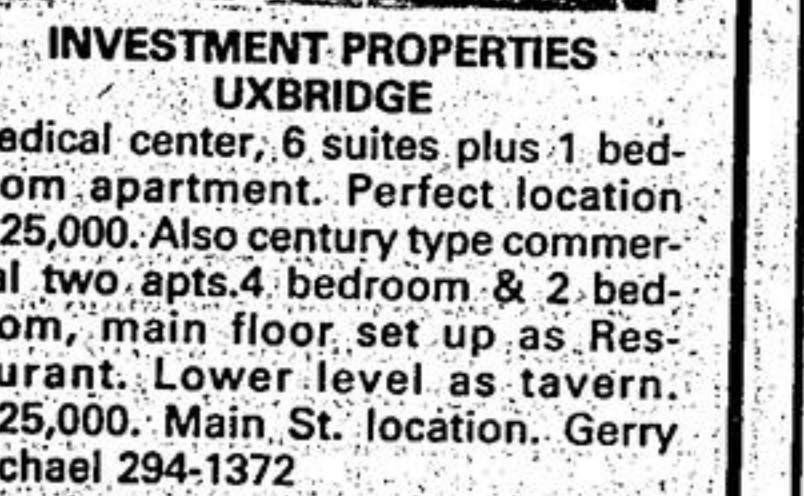 INVESTMENT PROPERTIES
UXBRIDGE
edical center, 6 suites plus 1 bed-
om apartment. Perfect location
25,000. Also century type commer-
al two apts.4 bedroom & 2 bed-
om, main floor set up as Res-
urant. Lower level as tavern.
25,000. Main St. location. Gerry
chael 294-1372